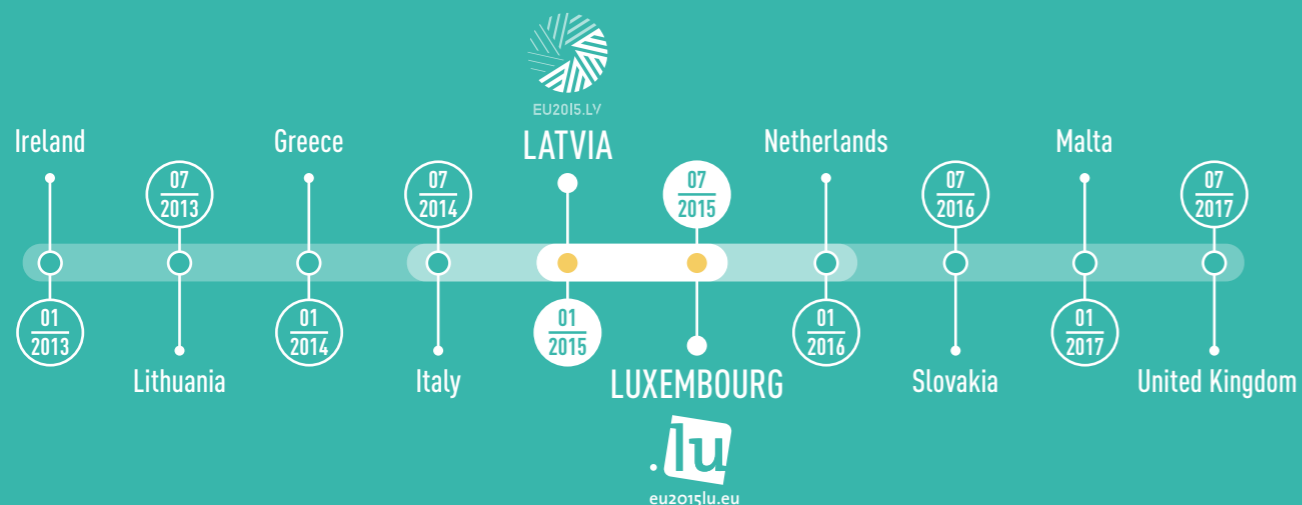 EU2015.LV
Ireland
Greece
LATVIA
Netherlands
Malta
07
2013
07
2014
07
2015
07
2016
07
2017
01
2013
01
2014
01
2015
01
2016
01
2017
Lithuania
Italy
LUXEMBOURG
Slovakia
United Kingdom
.lu
eu2015lu.eu